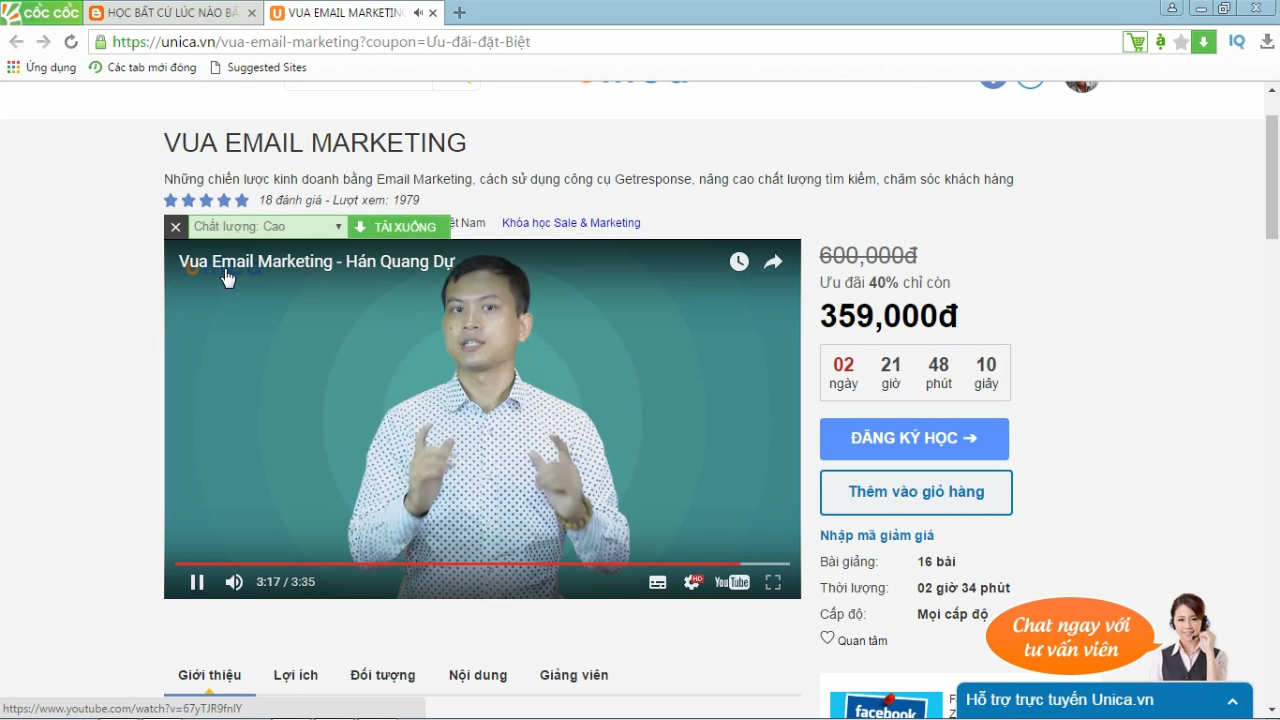 CỐC CỐC
HỌC BẤT CỨ LÚC NÀO BẤ
VUA EMAIL MARKETING
https://unica.vn/vua-email-marketing?coupon=Ưu-đãi-đặt-Biệt
IQ
Ứng dụng
Các tab mới đóng
Suggested Sites
VUA EMAIL MARKETING
Những chiến lược kinh doanh bằng Email Marketing, cách sử dụng công cụ Getresponse, nâng cao chất lượng tìm kiếm, chăm sóc khách hàng
18 đánh giá - Lượt xem: 1979
Chất lượng: Cao
TẢI XUỐNG
ệt Nam
Khóa học Sale & Marketing
Vua Email Marketing - Hán Quang Dự
600,000đ
Ưu đãi 40% chỉ còn
359,000đ
02 21 48 10
ngày giờ phút giây
ĐĂNG KÝ HỌC ➔
Thêm vào giỏ hàng
Nhập mã giảm giá
Bài giảng: 16 bài
Thời lượng: 02 giờ 34 phút
Cấp độ: Mọi cấp độ
Quan tâm
3:17 / 3:35
HD
YouTube
Chat ngay với
tư vấn viên
Giới thiệu
Lợi ích
Đối tượng
Nội dung
Giảng viên
facebook
Hỗ trợ trực tuyến Unica.vn
https://www.youtube.com/watch?v=67yTJR9fnIY